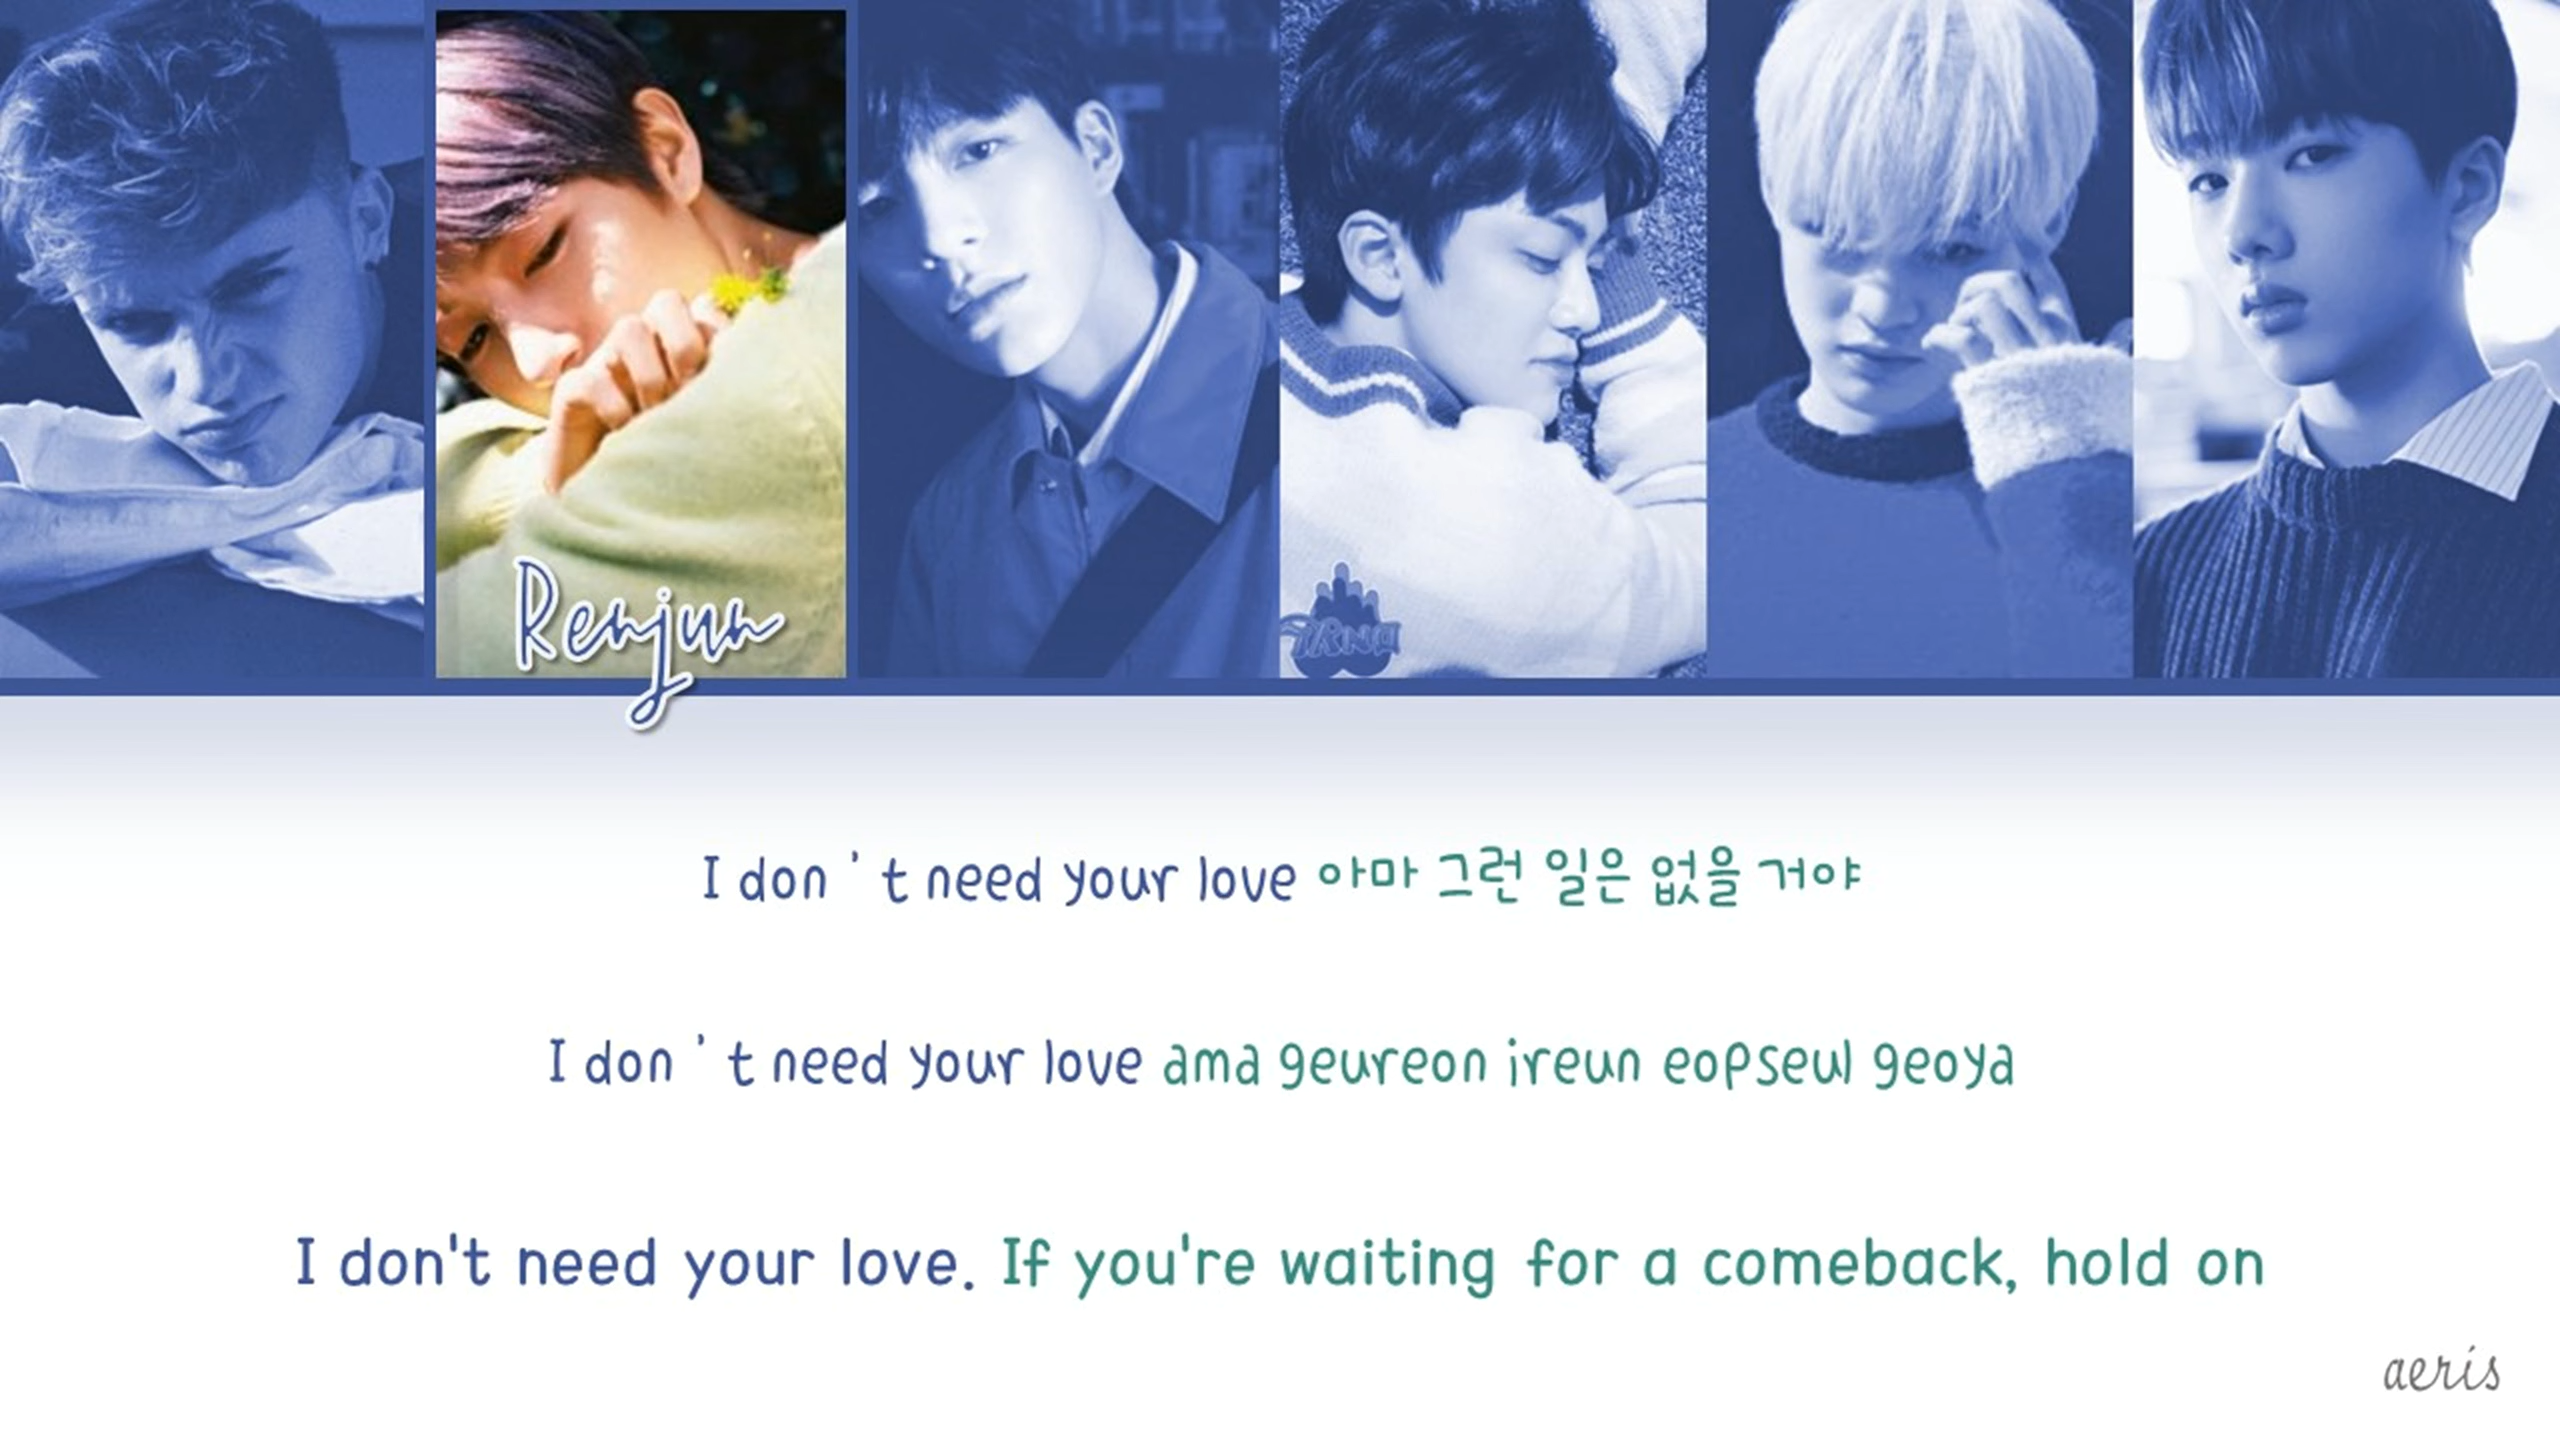 Renjun
I don ' t need your love 아마 그런 일은 없을 거야
I don ' t need your love ama geureon ireun eopseul geoya
I don't need your love. If you're waiting for a comeback, hold on
aeris